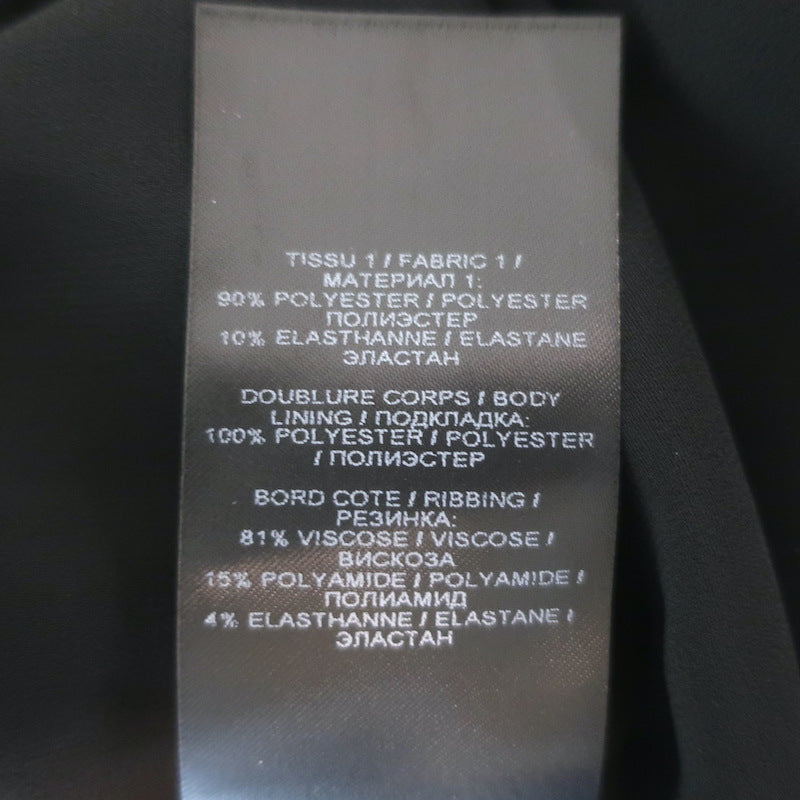 TISSU 1 / FABRIC 1 /
МАТЕРИАЛ 1:
90% POLYESTER / POLYESTER
ПОЛИЭСТЕР
10% ELASTHANNE / ELASTANE
ЭЛАСТАН
DOUBLURE CORPS / BODY
LINING / ПОДКЛАДКА:
100% POLYESTER / POLYESTER
/ ПОЛИЭСТЕР
BORD COTE / RIBBING /
РЕЗИНКА:
81% VISCOSE / VISCOSE /
ВИСКОЗА
15% POLYAMIDE / POLYAMIDE /
ПОЛИАМИД
4% ELASTHANNE / ELASTANE /
ЭЛАСТАН